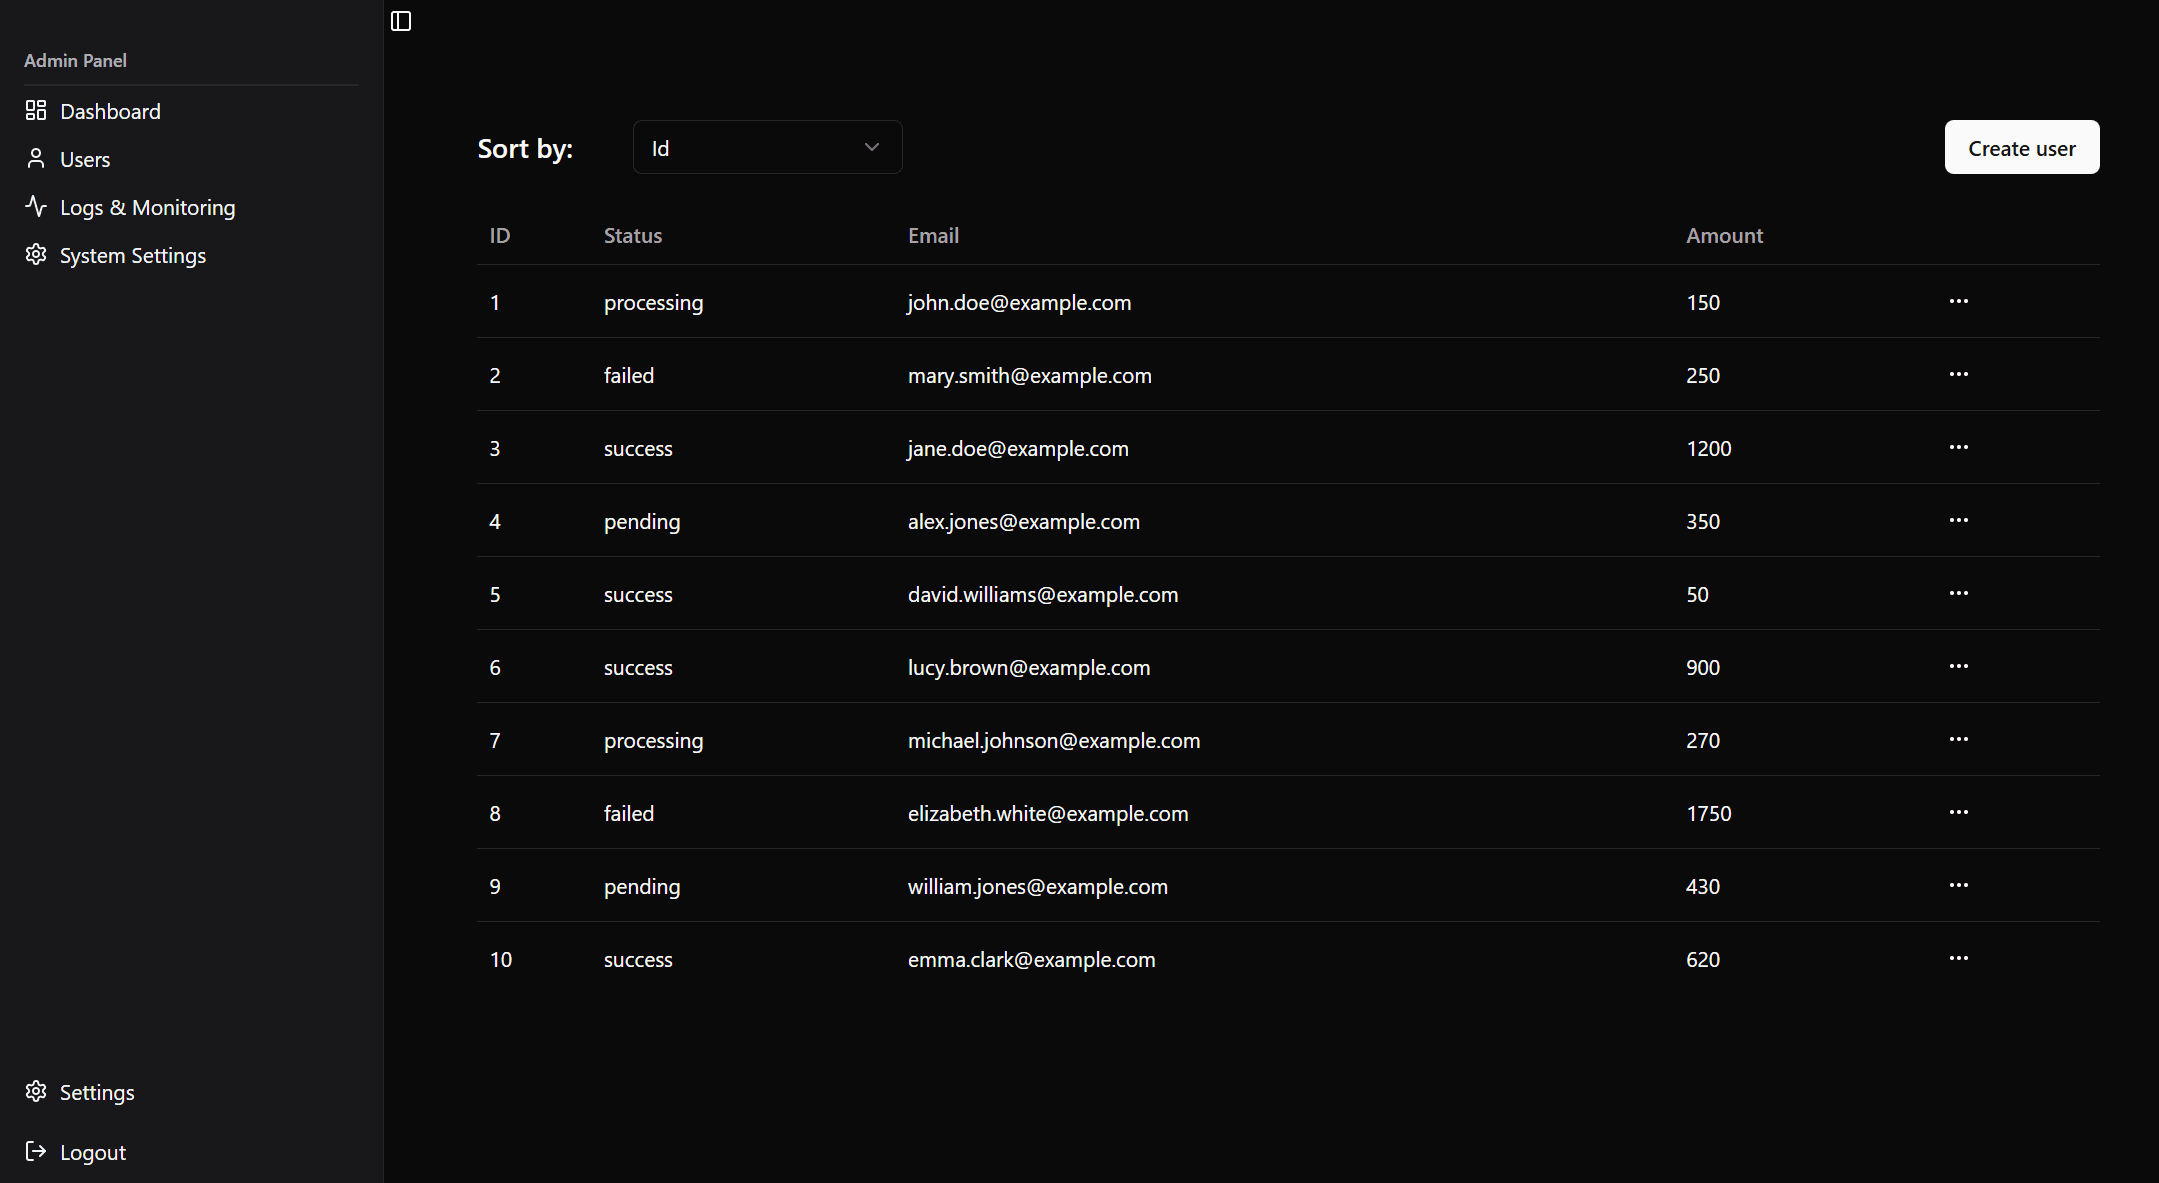 Admin Panel
Dashboard
Users
Logs & Monitoring
System Settings
Settings
Logout
Sort by: Id Create user
ID Status Email Amount
1 processing john.doe@example.com 150
2 failed mary.smith@example.com 250
3 success jane.doe@example.com 1200
4 pending alex.jones@example.com 350
5 success david.williams@example.com 50
6 success lucy.brown@example.com 900
7 processing michael.johnson@example.com 270
8 failed elizabeth.white@example.com 1750
9 pending william.jones@example.com 430
10 success emma.clark@example.com 620